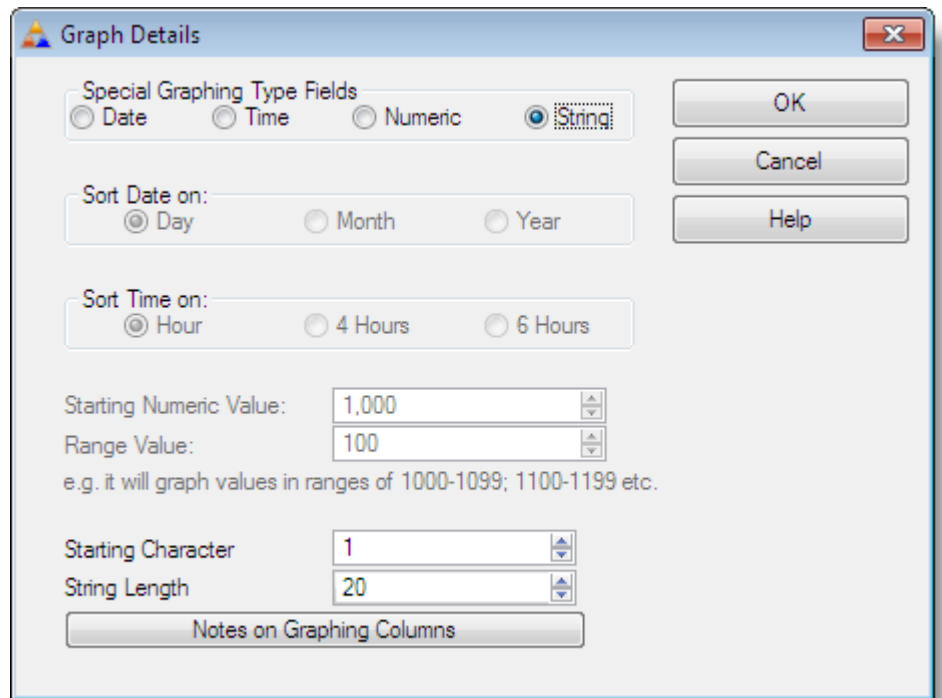 Graph Details
Special Graphing Type Fields
Date Time Numeric String
OK
Cancel
Sort Date on:
Day Month Year
Help
Sort Time on:
Hour 4 Hours 6 Hours
Starting Numeric Value: 1,000
Range Value: 100
e.g. it will graph values in ranges of 1000-1099; 1100-1199 etc.
Starting Character 1
String Length 20
Notes on Graphing Columns